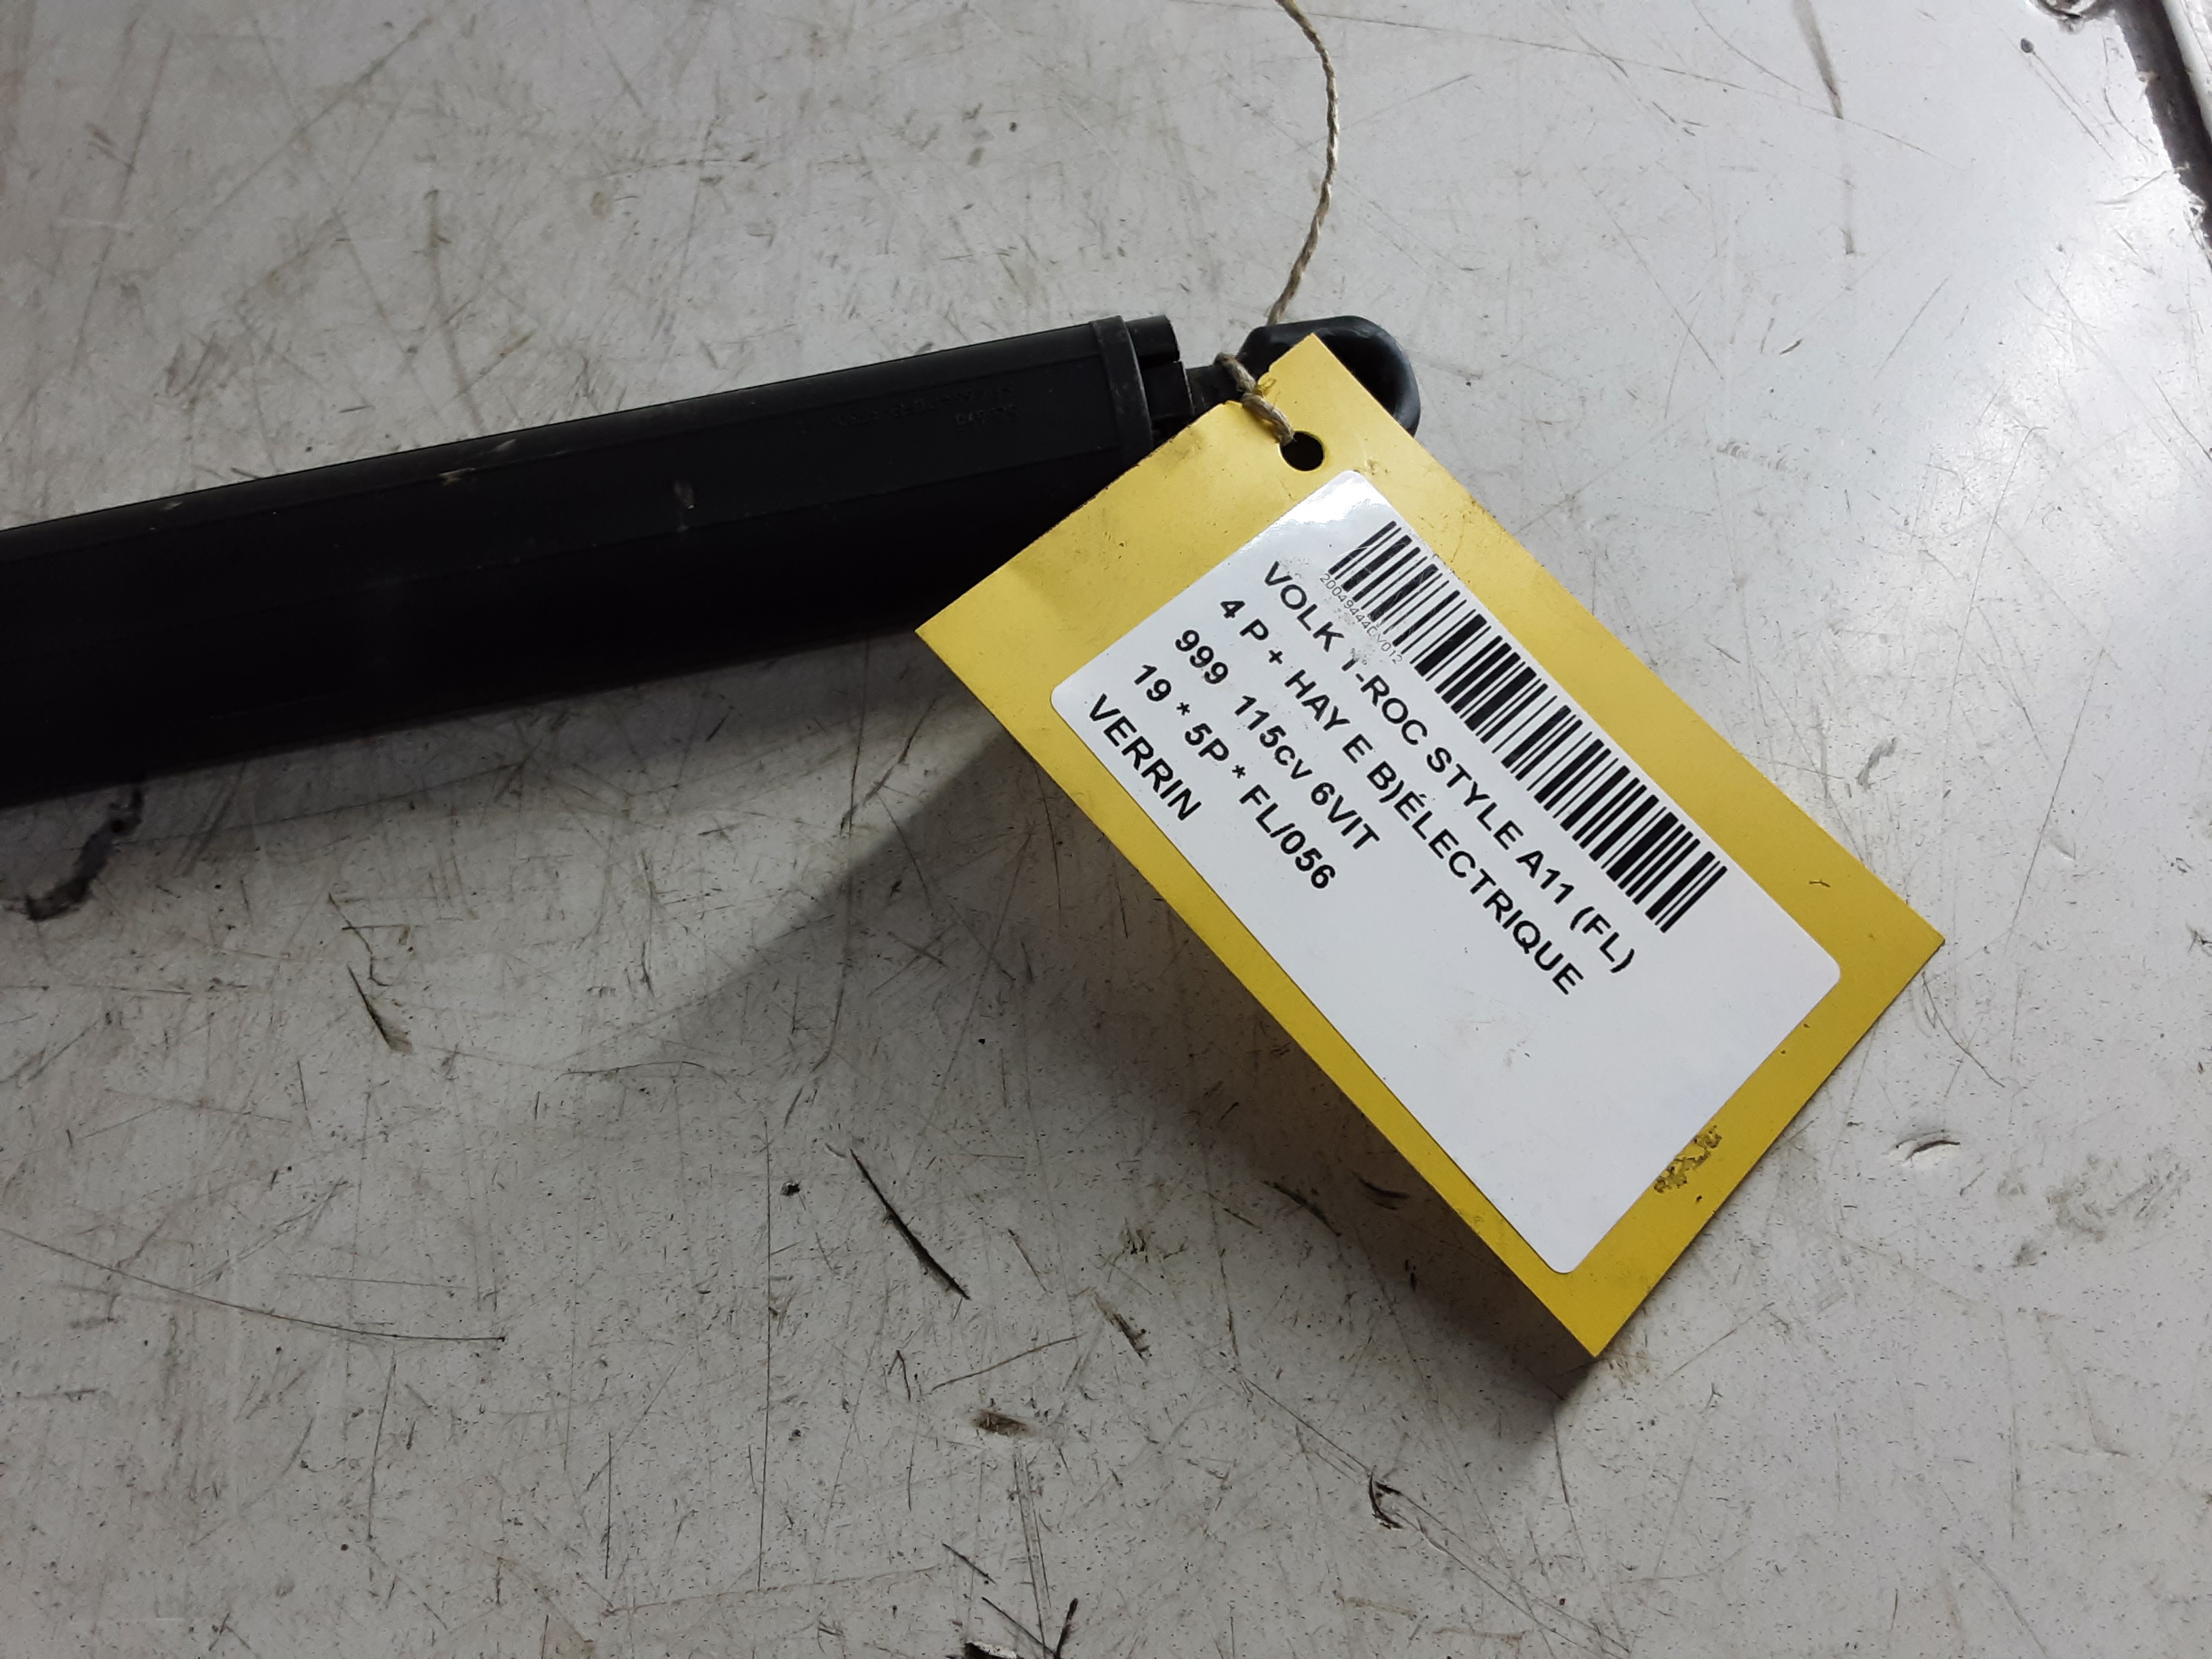 VOLK T-ROC STYLE A11 (FL)
4 P + HAY E B)ÉLECTRIQUE
999 115cv 6VIT
19 * 5P * FL/056
VERRIN